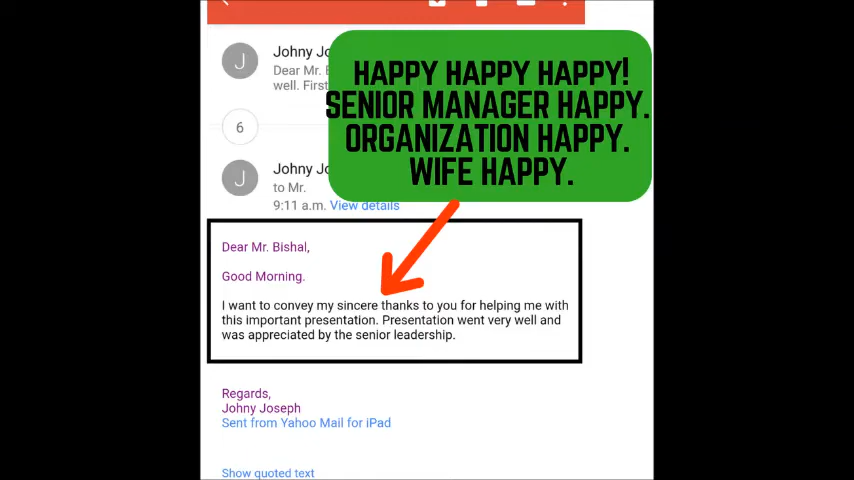 Johny Jo
Dear Mr. B
well. First
HAPPY HAPPY HAPPY!
SENIOR MANAGER HAPPY.
ORGANIZATION HAPPY.
WIFE HAPPY.
6
Johny Jo
to Mr.
9:11 a.m. View details
Dear Mr. Bishal,
Good Morning.
I want to convey my sincere thanks to you for helping me with
this important presentation. Presentation went very well and
was appreciated by the senior leadership.
Regards,
Johny Joseph
Sent from Yahoo Mail for iPad
Show quoted text
J
J